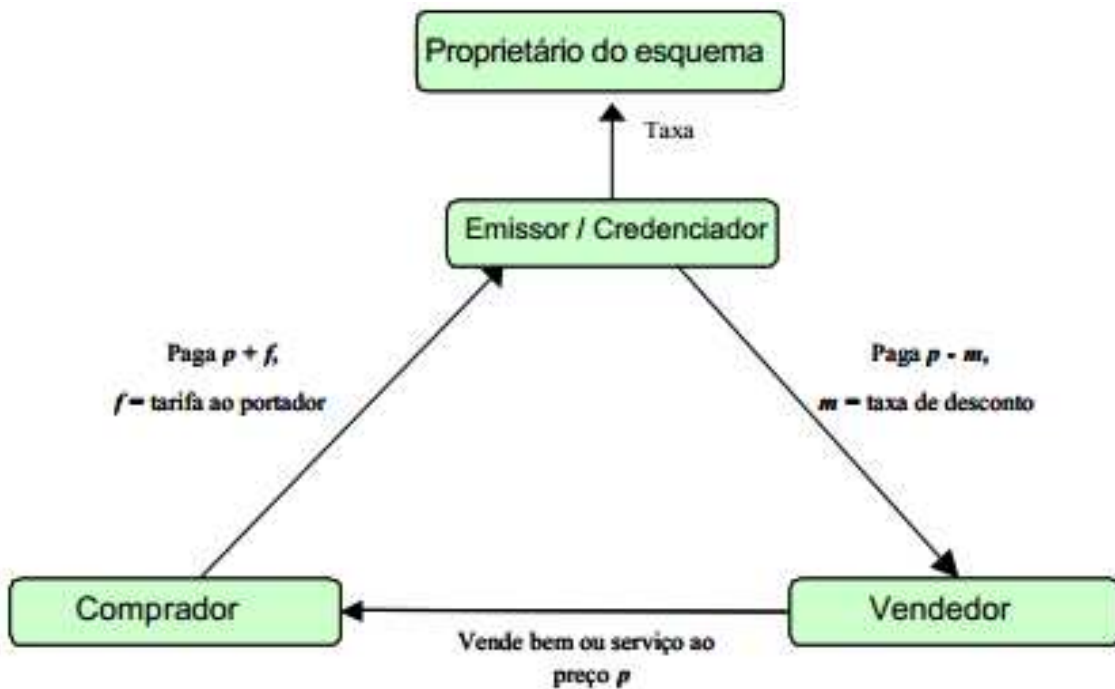 Proprietário do esquema
Taxa
Emissor / Credenciador
Paga p + f,
f = tarifa ao portador
Paga p - m,
m = taxa de desconto
Comprador
Vendedor
Vende bem ou serviço ao
preço p